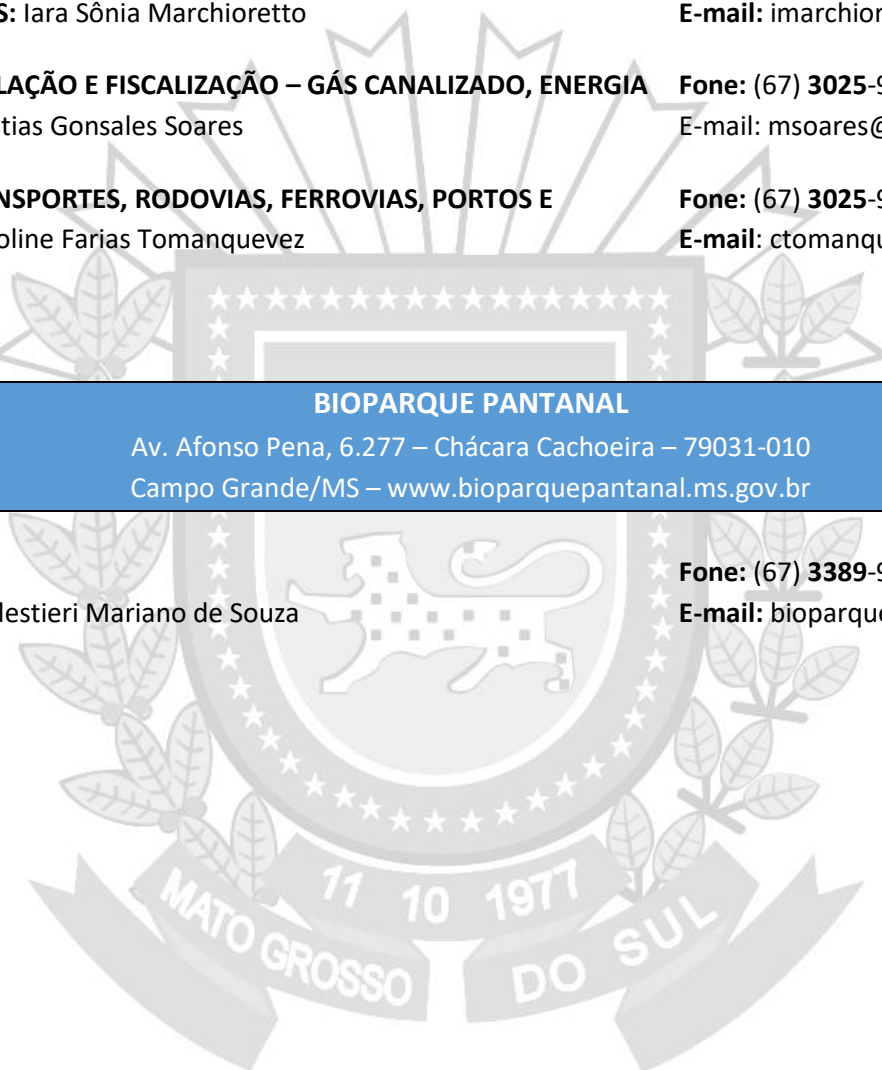 S: Iara Sônia Marchioretto E-mail: imarchior
LAÇÃO E FISCALIZAÇÃO – GÁS CANALIZADO, ENERGIA Fone: (67) 3025-9
tias Gonsales Soares E-mail: msoares@
NSPORTES, RODOVIAS, FERROVIAS, PORTOS E Fone: (67) 3025-9
oline Farias Tomanquevez E-mail: ctomanqu
BIOPARQUE PANTANAL
Av. Afonso Pena, 6.277 – Chácara Cachoeira – 79031-010
Campo Grande/MS – www.bioparquepantanal.ms.gov.br
Fone: (67) 3389-9
lestieri Mariano de Souza E-mail: bioparque
11 10 1977
MATO GROSSO DO SUL